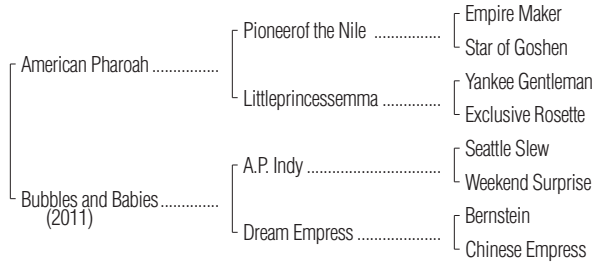 Empire Maker
Pioneerof the Nile ................
Star of Goshen
American Pharoah ...............
Yankee Gentleman
Littleprincessemma .............
Exclusive Rosette
Seattle Slew
A.P. Indy .............................
Weekend Surprise
Bubbles and Babies.............
(2011)
Bernstein
Dream Empress ..................
Chinese Empress